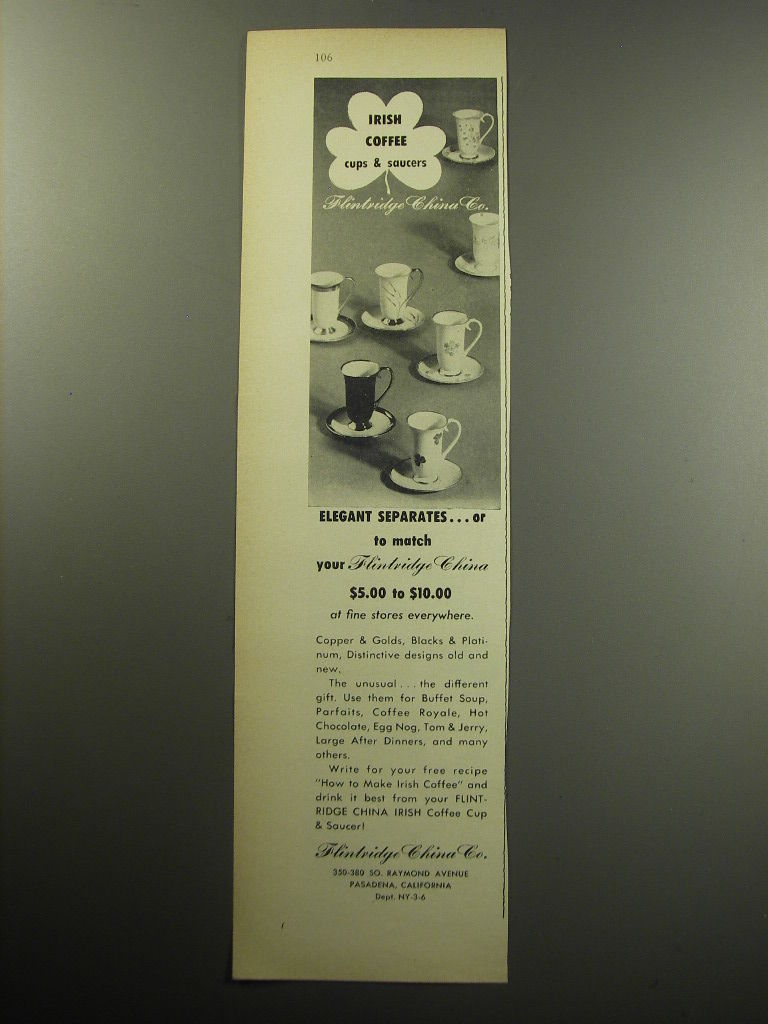 106
IRISH
COFFEE
cups & saucers
Flintridge China Co.
ELEGANT SEPARATES...or
to match
your Flintridge China
$5.00 to $10.00
at fine stores everywhere.
Copper & Golds, Blacks & Plati-
num, Distinctive designs old and
new.
The unusual...the different
gift. Use them for Buffet Soup,
Parfaits, Coffee Royale, Hot
Chocolate, Egg Nog, Tom & Jerry,
Large After Dinners, and many
others.
Write for your free recipe
"How to Make Irish Coffee" and
drink it best from your FLINT-
RIDGE CHINA IRISH Coffee Cup
& Saucer!
Flintridge China Co.
350-380 SO. RAYMOND AVENUE
PASADENA, CALIFORNIA
Dept. NY-3-6